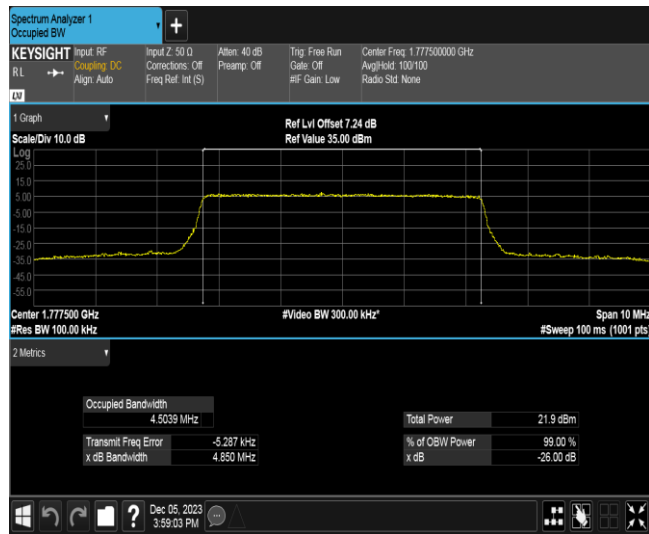 Spectrum Analyzer 1
Occupied BW
+
KEYSIGHT
RL
LXI
Input: RF
Coupling: DC
Align: Auto
Input Z: 50 Ω
Corrections: Off
Freq Ref: Int (S)
Atten: 40 dB
Preamp: Off
Trig: Free Run
Gate: Off
#IF Gain: Low
Center Freq: 1.777500000 GHz
Avg|Hold: 100/100
Radio Std: None
1 Graph
Scale/Div 10.0 dB
Ref Lvl Offset 7.24 dB
Ref Value 35.00 dBm
Log
25.0
15.0
5.00
-5.00
-15.0
-25.0
-35.0
-45.0
-55.0
Center 1.777500 GHz
#Res BW 100.00 kHz
#Video BW 300.00 kHz*
Span 10 MHz
#Sweep 100 ms (1001 pts)
2 Metrics
Occupied Bandwidth
4.5039 MHz
Transmit Freq Error -5.287 kHz
x dB Bandwidth 4.850 MHz
Total Power 21.9 dBm
% of OBW Power 99.00 %
x dB -26.00 dB
?
Dec 05, 2023
3:59:03 PM